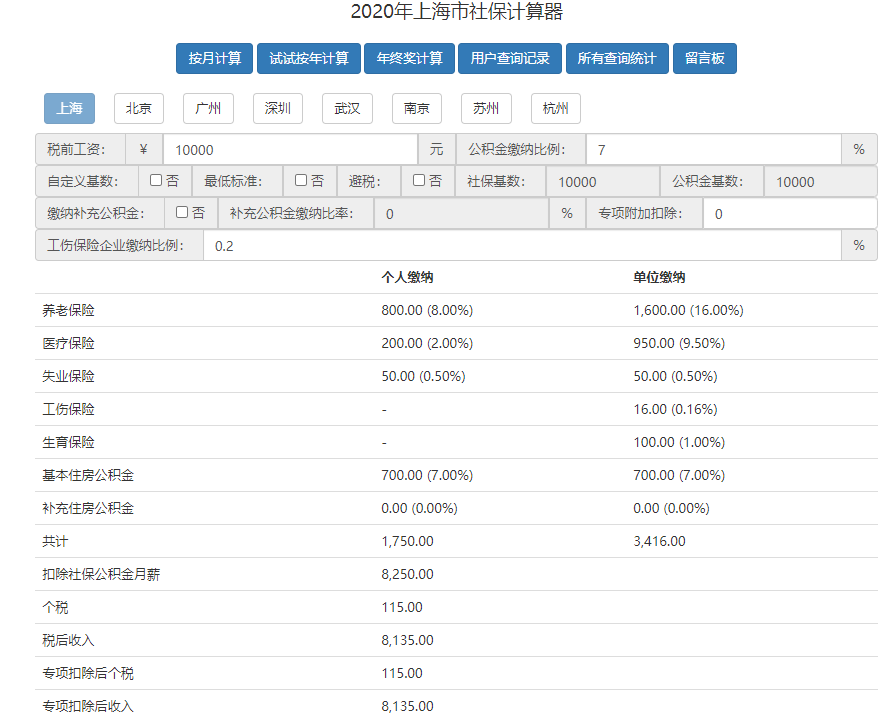 2020年上海市社保计算器
按月计算 试试按年计算 年终奖计算 用户查询记录 所有查询统计 留言板
上海 北京 广州 深圳 武汉 南京 苏州 杭州
税前工资： ¥ 10000 元 公积金缴纳比例： 7 %
自定义基数： 否 最低标准： 否 避税： 否 社保基数： 10000 公积金基数： 10000
缴纳补充公积金： 否 补充公积金缴纳比率： 0 % 专项附加扣除： 0
工伤保险企业缴纳比例： 0.2 %
个人缴纳 单位缴纳
养老保险 800.00 (8.00%) 1,600.00 (16.00%)
医疗保险 200.00 (2.00%) 950.00 (9.50%)
失业保险 50.00 (0.50%) 50.00 (0.50%)
工伤保险 - 16.00 (0.16%)
生育保险 - 100.00 (1.00%)
基本住房公积金 700.00 (7.00%) 700.00 (7.00%)
补充住房公积金 0.00 (0.00%) 0.00 (0.00%)
共计 1,750.00 3,416.00
扣除社保公积金月薪 8,250.00
个税 115.00
税后收入 8,135.00
专项扣除后个税 115.00
专项扣除后收入 8,135.00